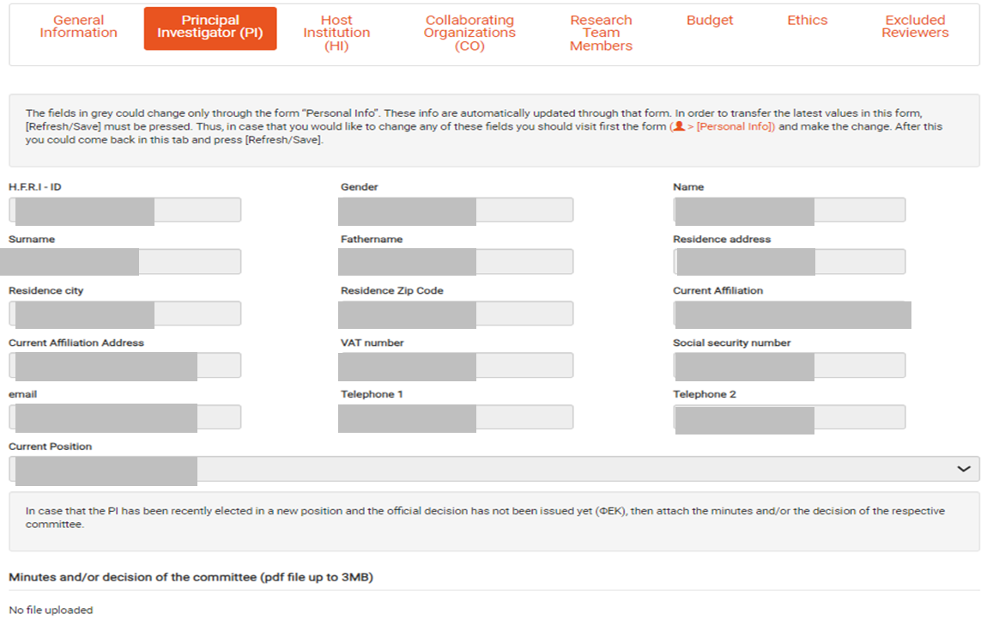 General Information
Principal Investigator (PI)
Host Institution (HI)
Collaborating Organizations (CO)
Research Team Members
Budget
Ethics
Excluded Reviewers
The fields in grey could change only through the form “Personal Info”. These info are automatically updated through that form. In order to transfer the latest values in this form,
[Refresh/Save] must be pressed. Thus, in case that you would like to change any of these fields you should visit first the form ( > [Personal Info]) and make the change. After this
you could come back in this tab and press [Refresh/Save].
H.F.R.I - ID
Gender
Name
Surname
Fathername
Residence address
Residence city
Residence Zip Code
Current Affiliation
Current Affiliation Address
VAT number
Social security number
email
Telephone 1
Telephone 2
Current Position
In case that the PI has been recently elected in a new position and the official decision has not been issued yet (ΦΕΚ), then attach the minutes and/or the decision of the respective
committee.
Minutes and/or decision of the committee (pdf file up to 3MB)
No file uploaded